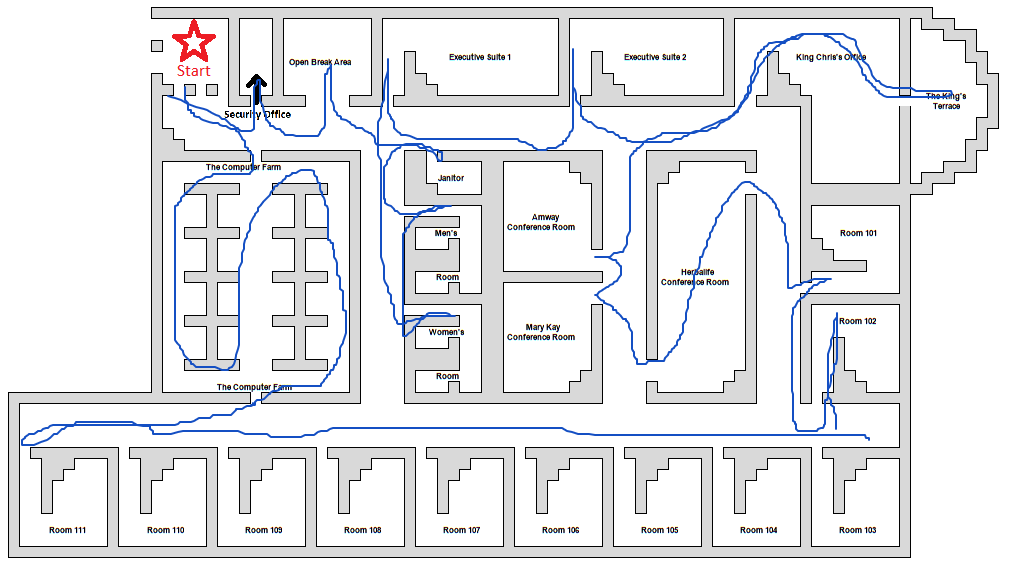 Start
Open Break Area
Executive Suite 1
Executive Suite 2
King Chris's Office
The King's
Terrace
Security Office
The Computer Farm
Janitor
Amway
Conference Room
Men's
Room
Room 101
Herbalife
Conference Room
Women's
Room
Mary Kay
Conference Room
Room 102
The Computer Farm
Room 111
Room 110
Room 109
Room 108
Room 107
Room 106
Room 105
Room 104
Room 103